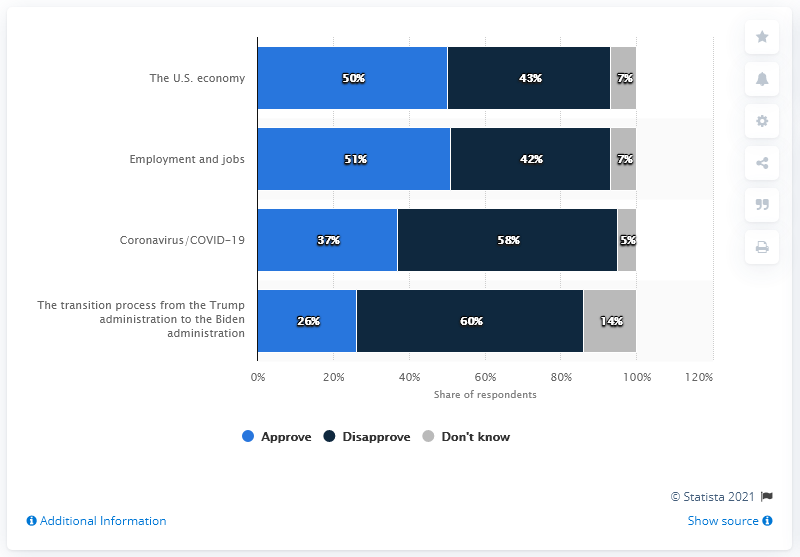 The U.S. economy
50%
43%
7%
Employment and jobs
51%
42%
7%
Coronavirus/COVID-19
37%
58%
5%
The transition process from the Trump
administration to the Biden
administration
26%
60%
14%
0%
20%
40%
60%
80%
100%
120%
Share of respondents
Approve
Disapprove
Don't know
© Statista 2021
Additional Information
Show source